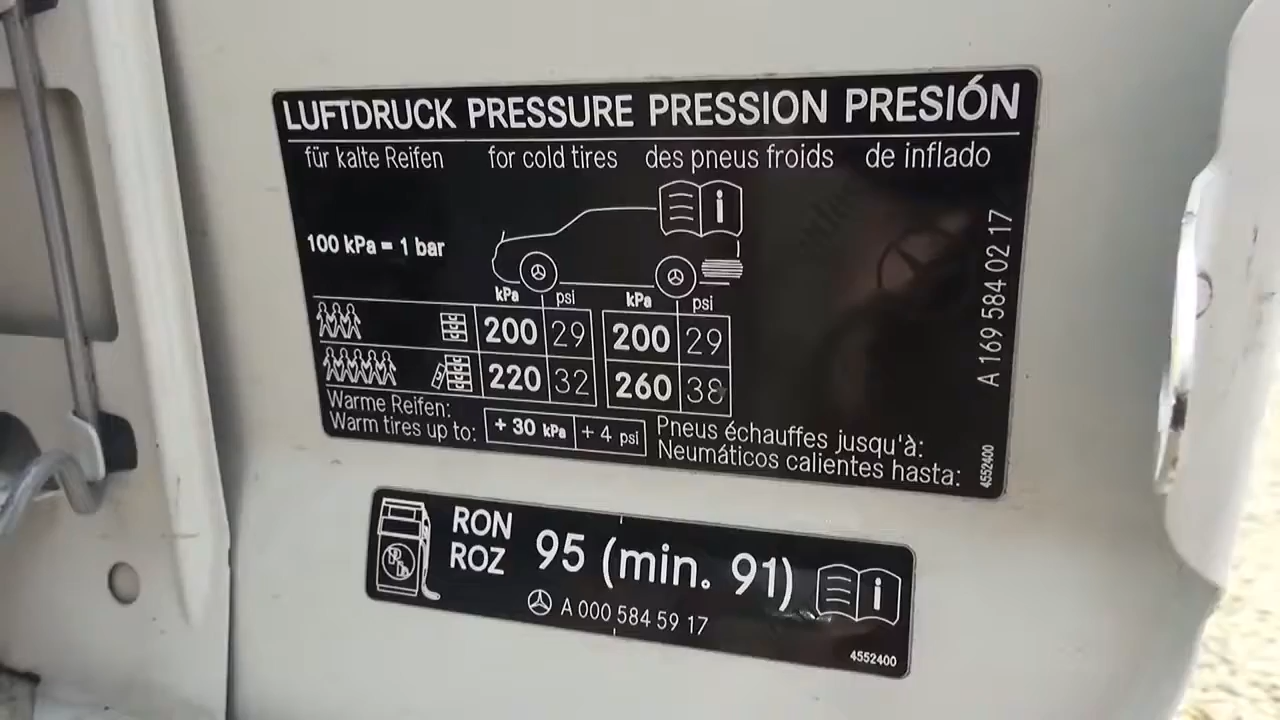 LUFTDRUCK PRESSURE PRESSION PRESIÓN
für kalte Reifen for cold tires des pneus froids de inflado
i
100 kPa = 1 bar
kPa psi kPa psi
200 29 200 29
220 32 260 38
Warme Reifen:
Warm tires up to:
+ 30 kPa + 4 psi
Pneus échauffes jusqu'à:
Neumáticos calientes hasta:
A 169 584 02 17
4552400
RON
ROZ
95 (min. 91)
i
A 000 584 59 17
4552400